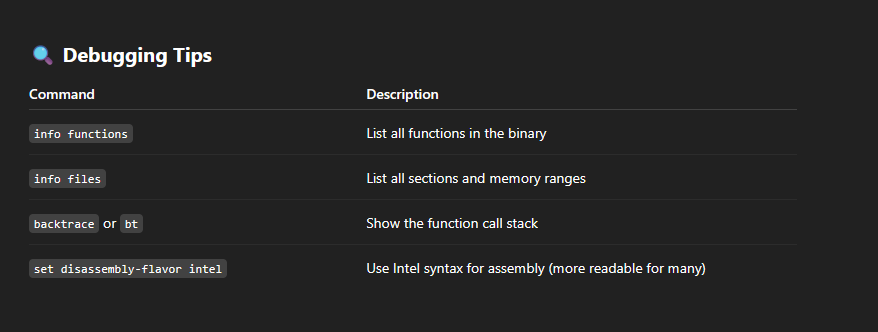 🔍 Debugging Tips
Command Description
info functions List all functions in the binary
info files List all sections and memory ranges
backtrace or bt Show the function call stack
set disassembly-flavor intel Use Intel syntax for assembly (more readable for many)